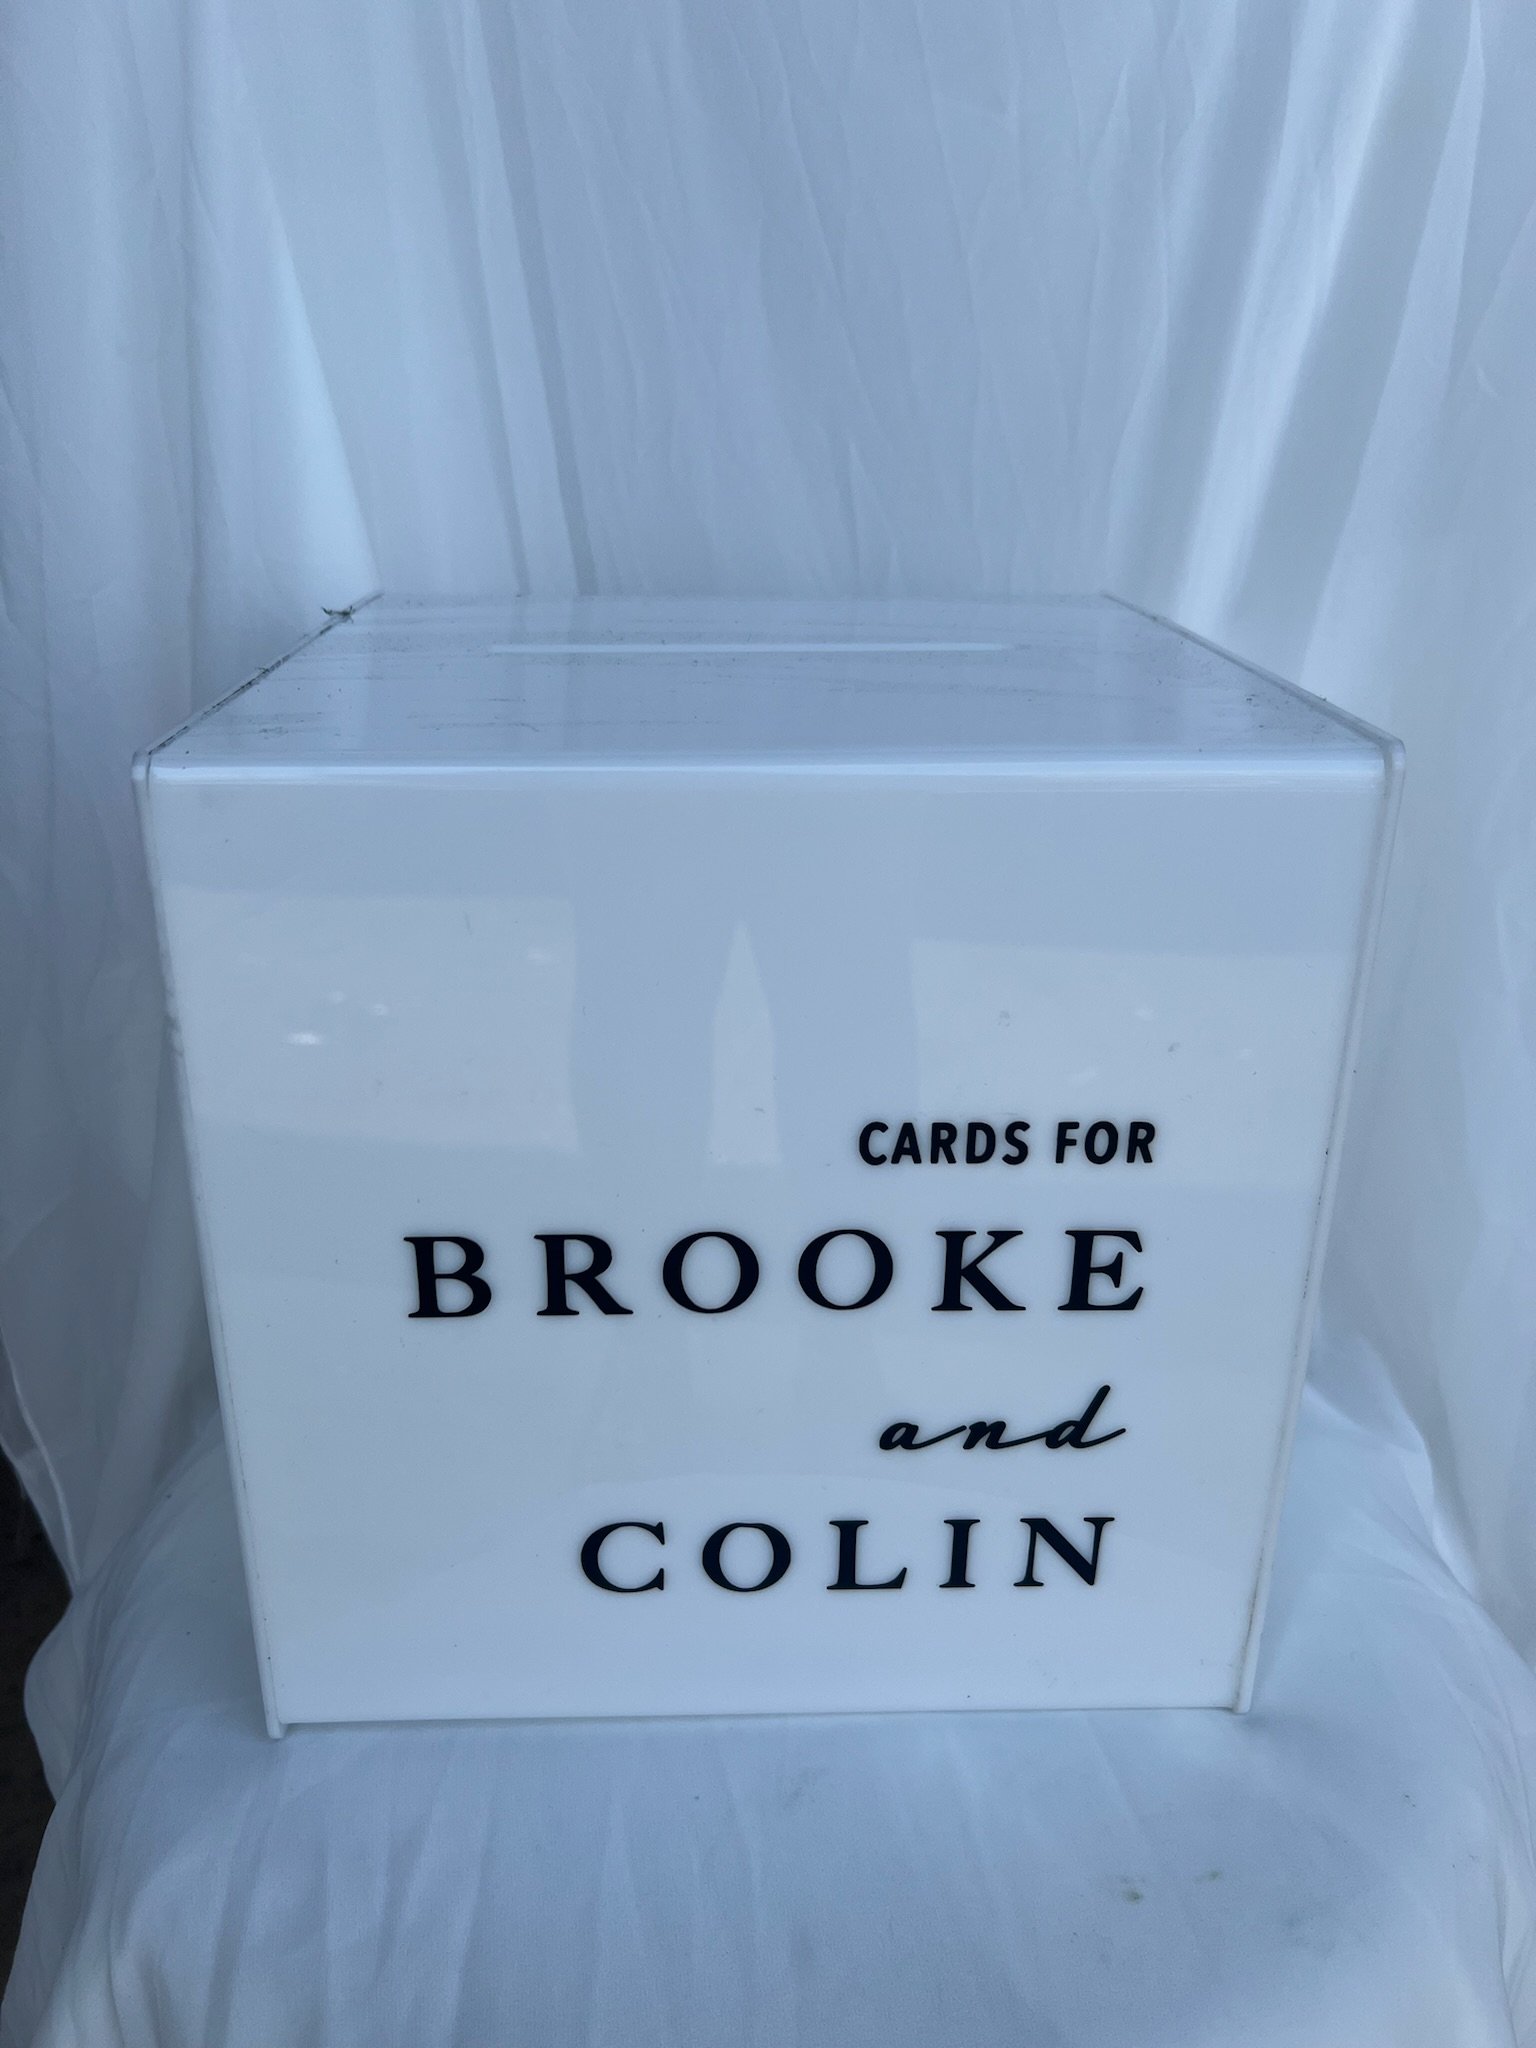 CARDS FOR
BROOKE
and
COLIN